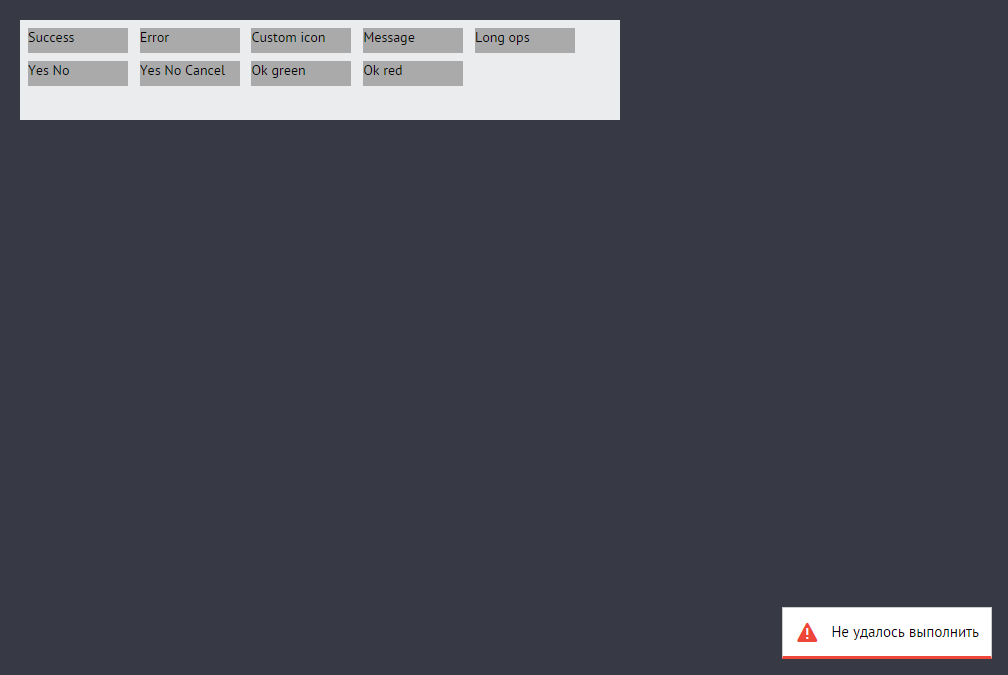 Success Error Custom icon Message Long ops
Yes No Yes No Cancel Ok green Ok red
Не удалось выполнить